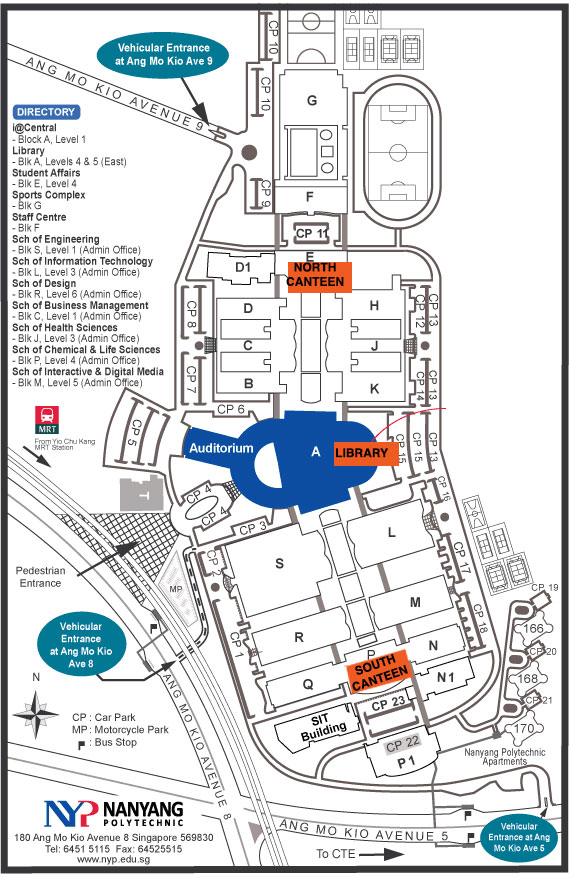 Vehicular Entrance
at Ang Mo Kio Ave 9
ANG MO KIO AVENUE 9
DIRECTORY
i@Central
- Block A, Level 1
Library
- Blk A, Levels 4 & 5 (East)
Student Affairs
- Blk E, Level 4
Sports Complex
- Blk G
Staff Centre
- Blk F
Sch of Engineering
- Blk S, Level 1 (Admin Office)
Sch of Information Technology
- Blk L, Level 3 (Admin Office)
Sch of Design
- Blk R, Level 6 (Admin Office)
Sch of Business Management
- Blk C, Level 1 (Admin Office)
Sch of Health Sciences
- Blk J, Level 3 (Admin Office)
Sch of Chemical & Life Sciences
- Blk P, Level 4 (Admin Office)
Sch of Interactive & Digital Media
- Blk M, Level 5 (Admin Office)
CP 10
CP 10
G
CP 9
F
CP 11
E
D1
NORTH
CANTEEN
CP 8
D
H
CP 12
CP 13
C
J
CP 7
B
K
CP 14
CP 13
CP 6
CP 5
Auditorium
A
LIBRARY
CP 15
CP 15
CP 13
MRT
From Yio Chu Kang
MRT Station
T
CP 4
CP 4
CP 3
CP 16
L
CP 2
S
CP 17
Pedestrian
Entrance
MP
M
CP 19
CP 1
R
CP 18
166
N
CP 20
Vehicular
Entrance
at Ang Mo Kio
Ave 8
P
SOUTH
CANTEEN
Q
N1
168
CP 21
CP 23
170
SIT
Building
CP 22
P1
Nanyang Polytechnic
Apartments
N
CP : Car Park
MP : Motorcycle Park
: Bus Stop
ANG MO KIO AVENUE 8
NYP NANYANG
POLYTECHNIC
180 Ang Mo Kio Avenue 8 Singapore 569830
Tel: 6451 5115 Fax: 64525515
www.nyp.edu.sg
ANG MO KIO AVENUE 5
To CTE
Vehicular
Entrance at Ang
Mo Kio Ave 5